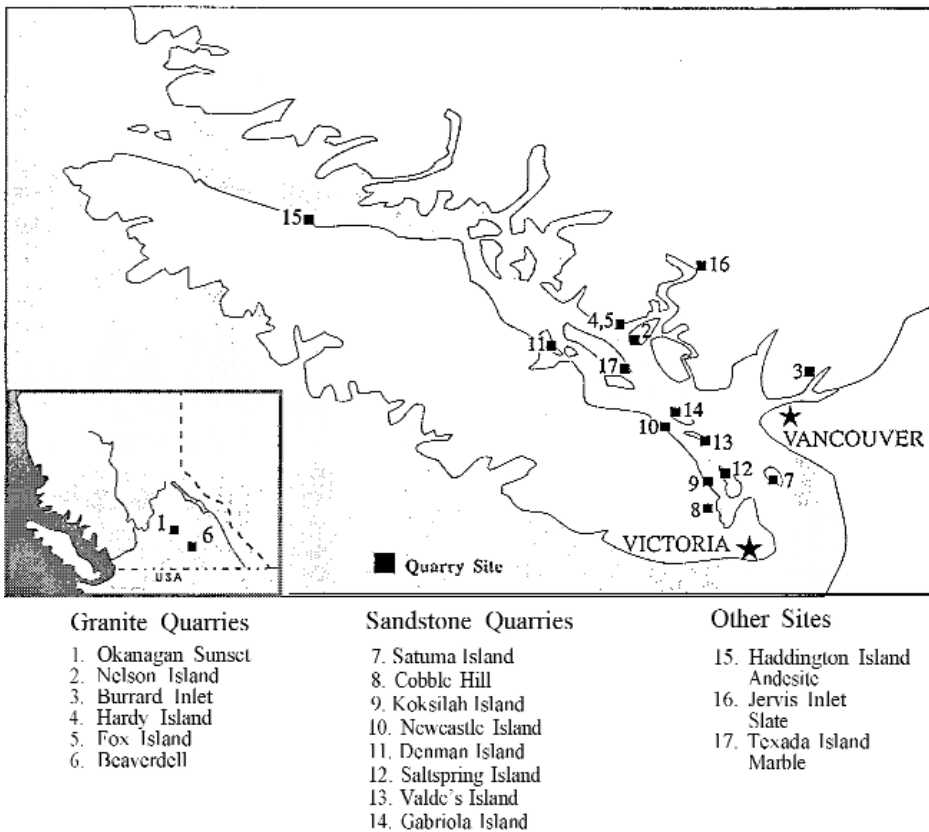 15
16
4,5
2
11
17
3
14
10
13
VANCOUVER
12
9
7
8
1
6
VICTORIA
Quarry Site
USA
Granite Quarries
1. Okanagan Sunset
2. Nelson Island
3. Burrard Inlet
4. Hardy Island
5. Fox Island
6. Beaverdell
Sandstone Quarries
7. Satuma Island
8. Cobble Hill
9. Koksilah Island
10. Newcastle Island
11. Denman Island
12. Saltspring Island
13. Valde's Island
14. Gabriola Island
Other Sites
15. Haddington Island
Andesite
16. Jervis Inlet
Slate
17. Texada Island
Marble